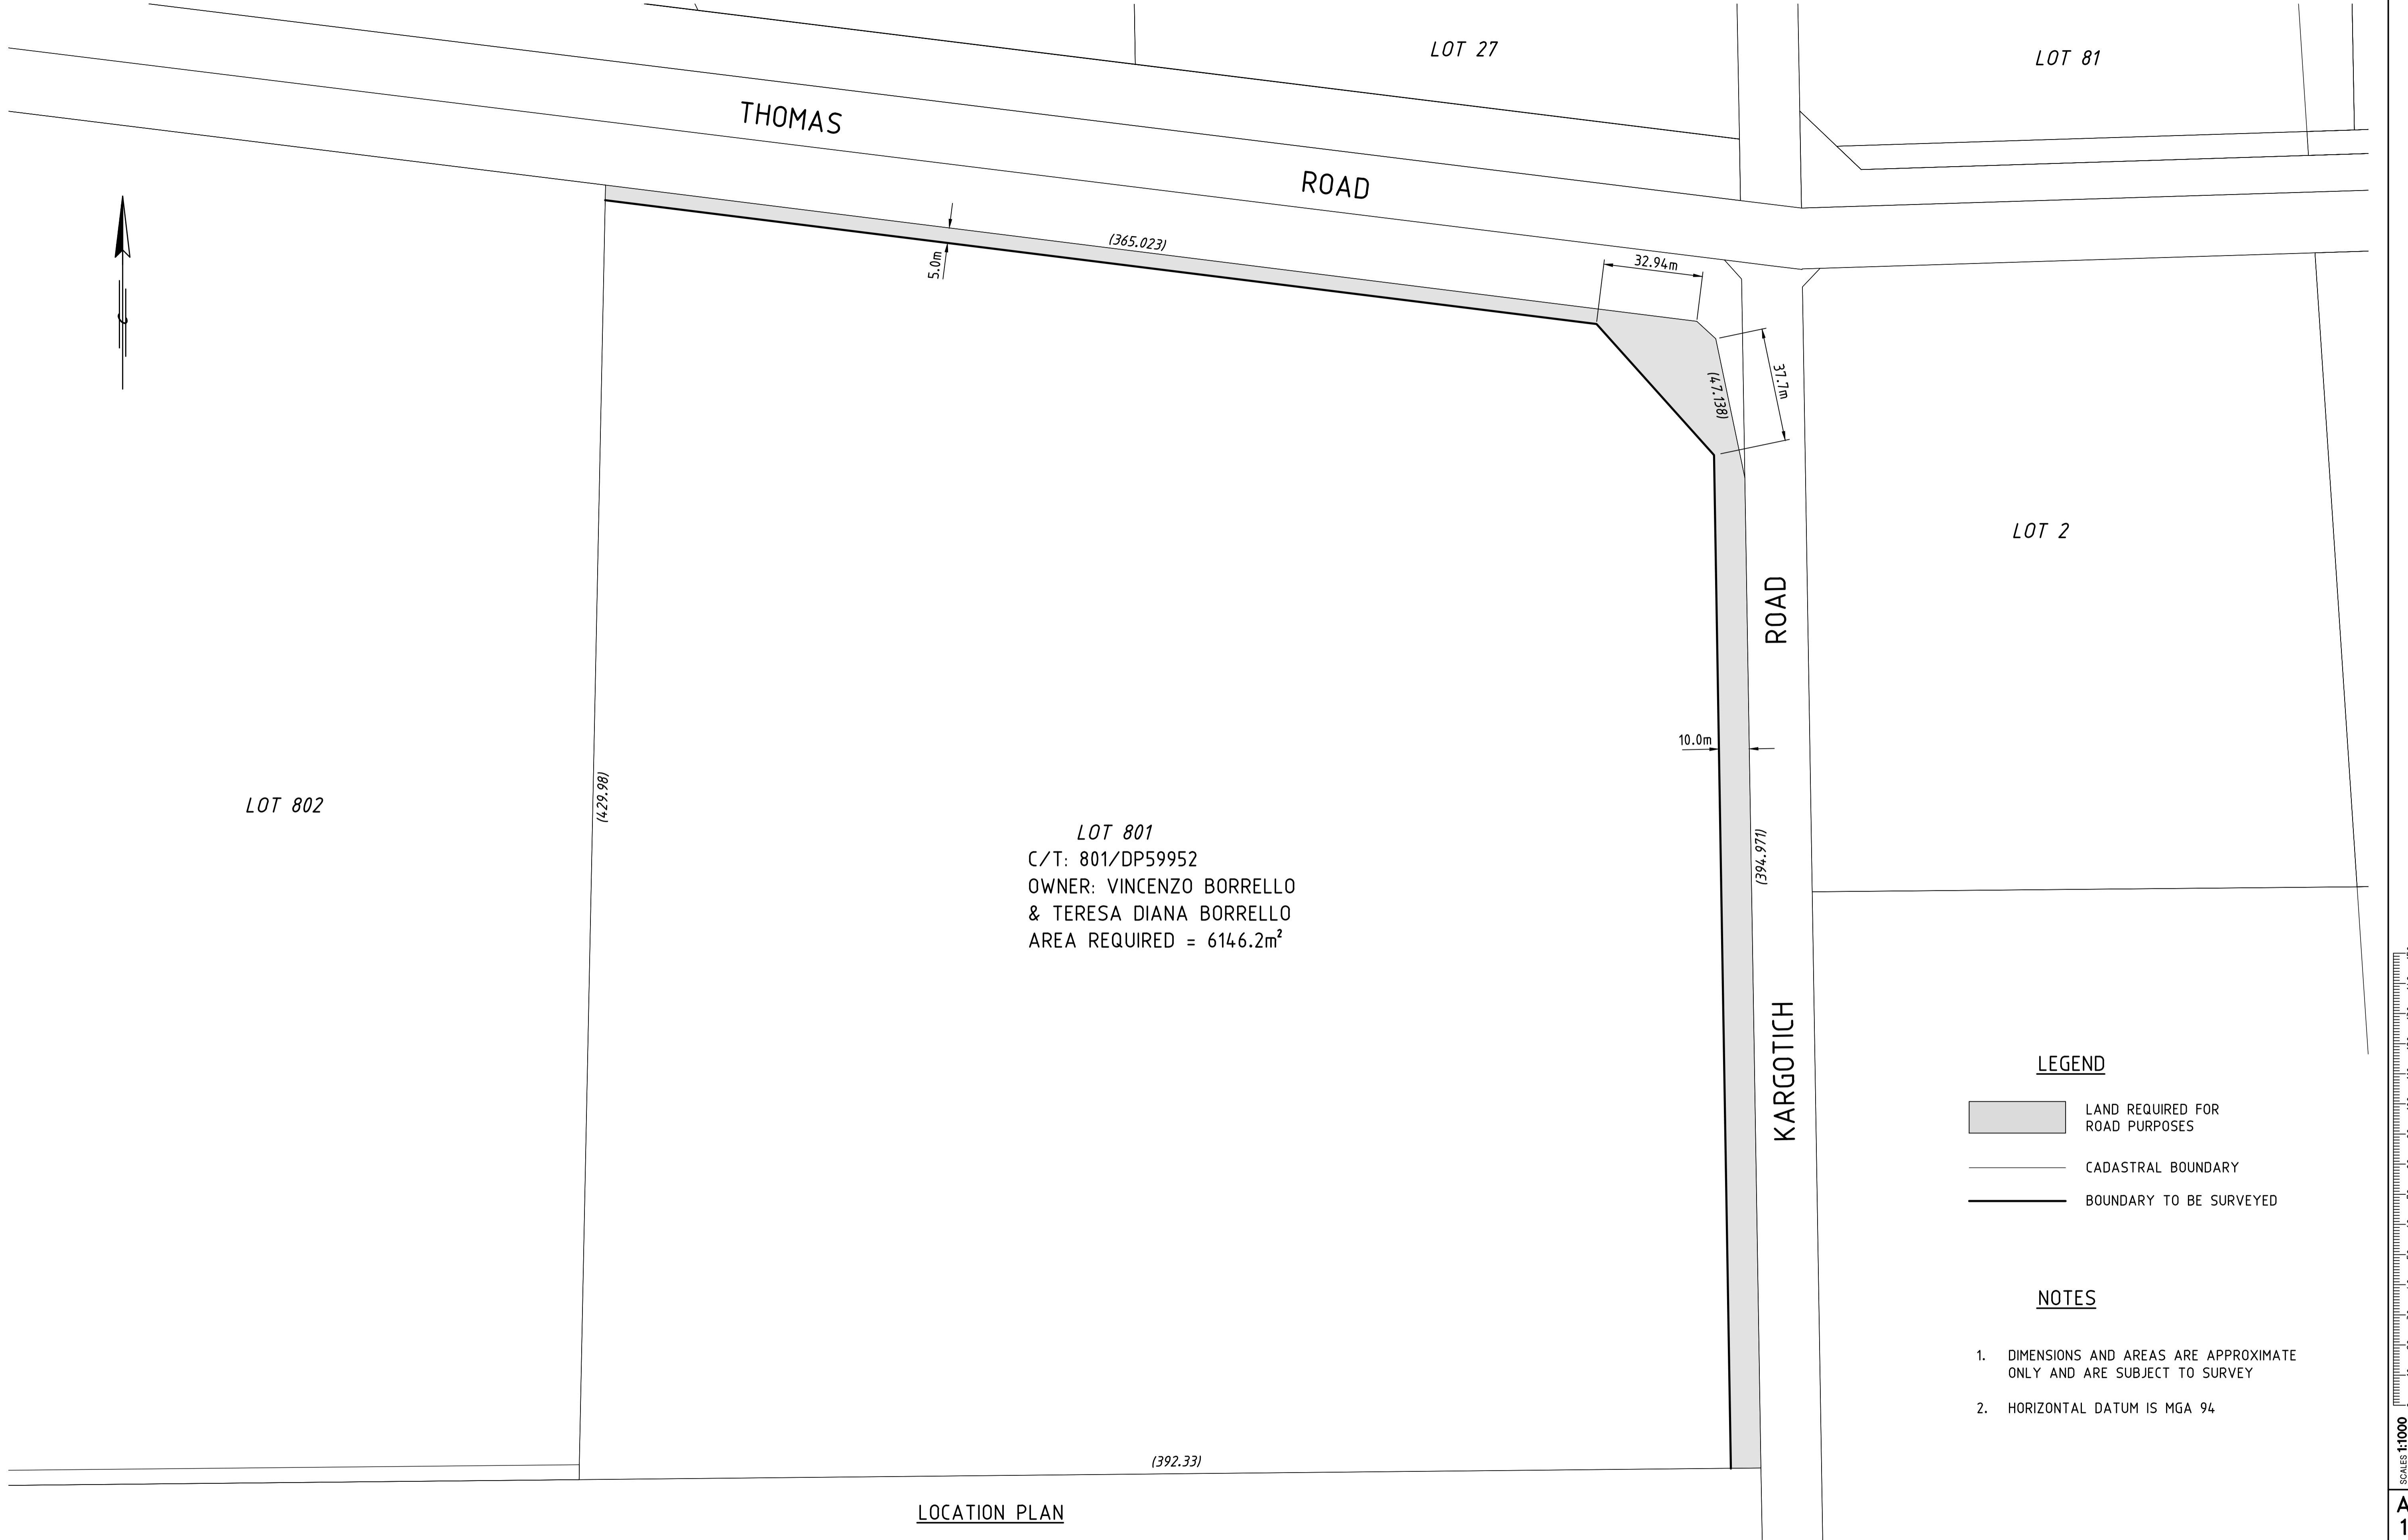 LOT 27
LOT 81
THOMAS
ROAD
(365.023)
5.0m
32.94m
37.7m
(47.138)
LOT 2
ROAD
10.0m
LOT 802
(429.98)
LOT 801
C/T: 801/DP59952
OWNER: VINCENZO BORRELLO
& TERESA DIANA BORRELLO
AREA REQUIRED = 6146.2m²
(394.971)
KARGOTICH
LEGEND
LAND REQUIRED FOR
ROAD PURPOSES
CADASTRAL BOUNDARY
BOUNDARY TO BE SURVEYED
NOTES
1. DIMENSIONS AND AREAS ARE APPROXIMATE
ONLY AND ARE SUBJECT TO SURVEY
2. HORIZONTAL DATUM IS MGA 94
(392.33)
LOCATION PLAN
SCALES 1:1000